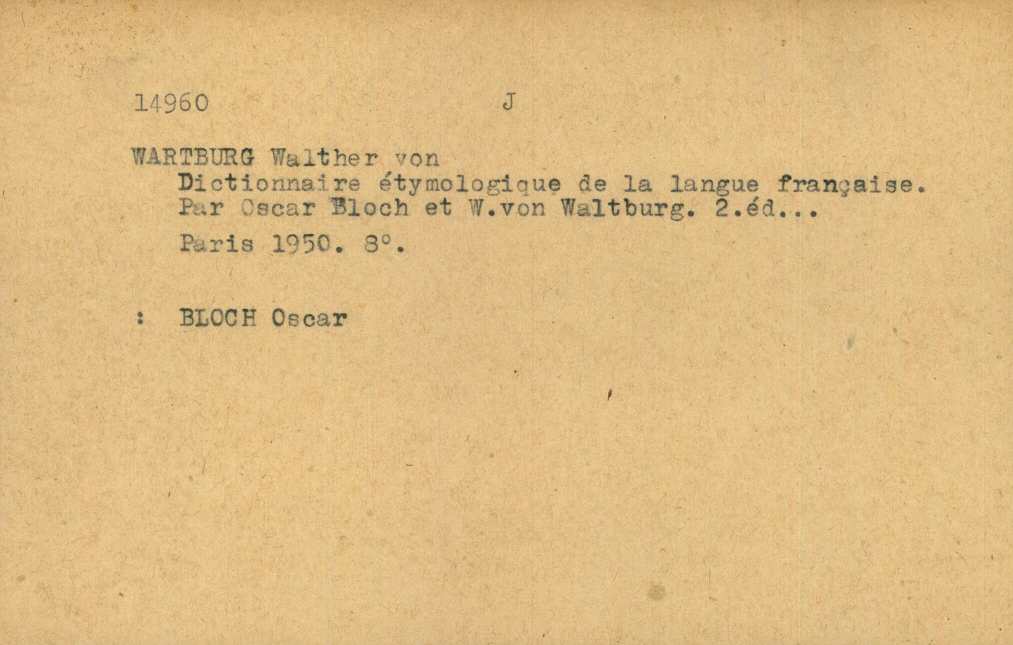 14960 J
WARTBURG Walther von
Dictionnaire étymologique de la langue française.
Par Oscar Bloch et W.von Waltburg. 2.éd...
Paris 1950. 8°.
: BLOCH Oscar